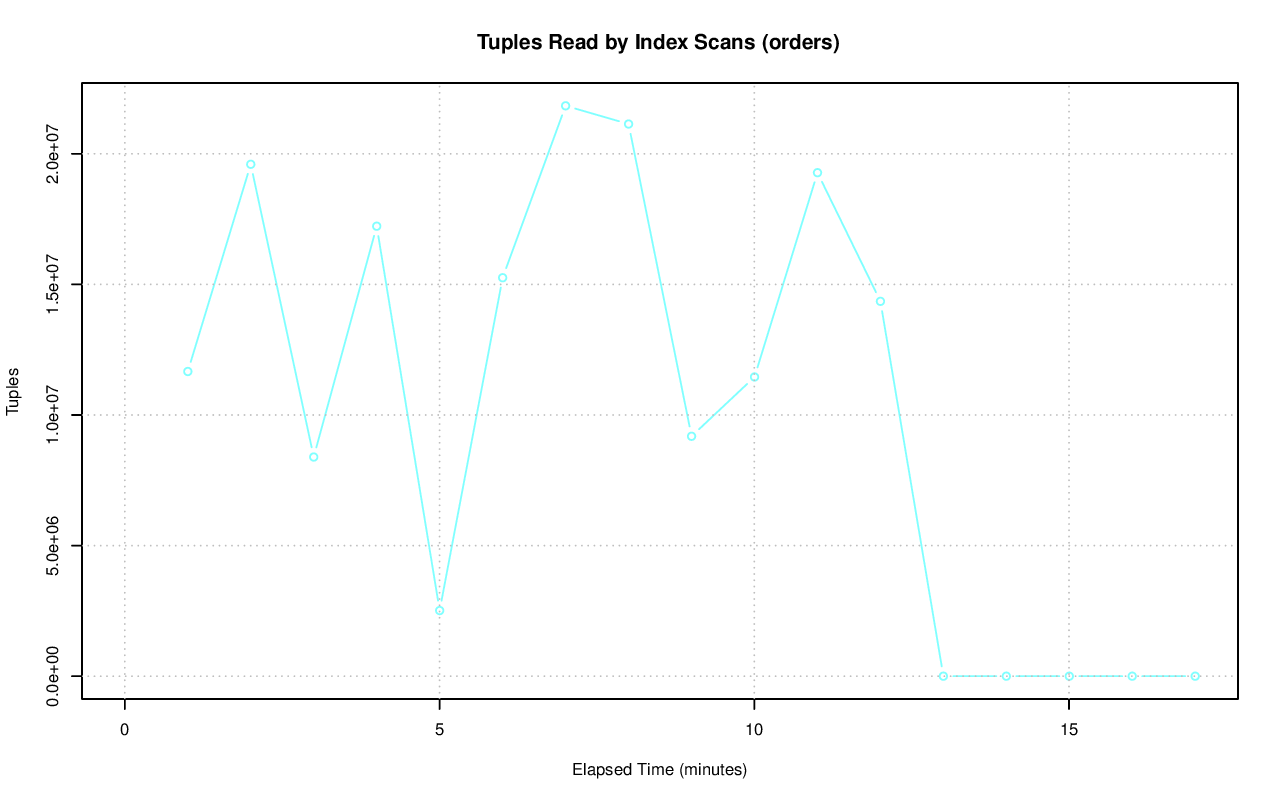 Tuples Read by Index Scans (orders)
Tuples
2.0e+07
1.5e+07
1.0e+07
5.0e+06
0.0e+00
0 5 10 15
Elapsed Time (minutes)